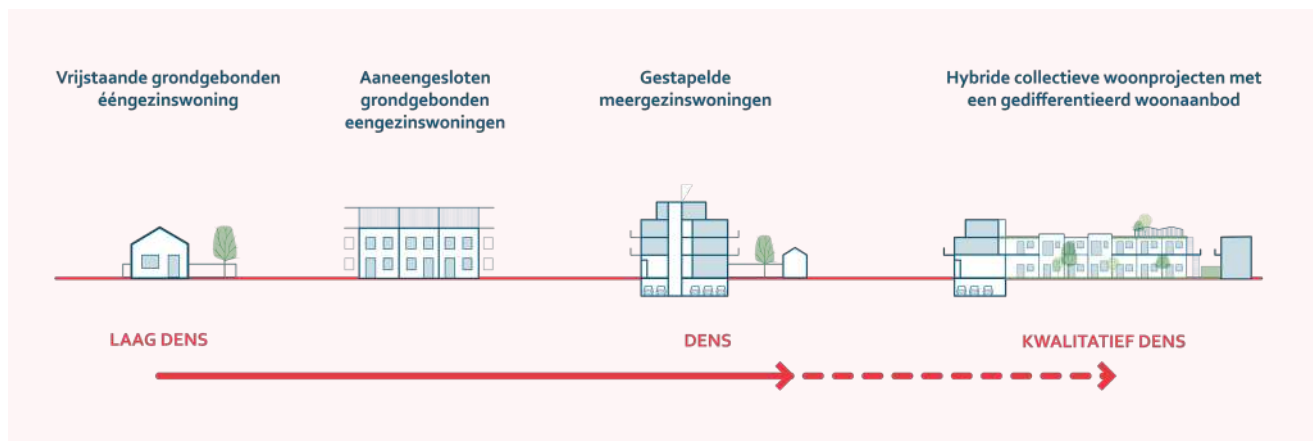 Vrijstaande grondgebonden
ééngezinswoning
Aaneengesloten
grondgebonden
eengezinswoningen
Gestapelde
meergezinswoningen
Hybride collectieve woonprojecten met
een gedifferentieerd woonaanbod
LAAG DENS
DENS
KWALITATIEF DENS